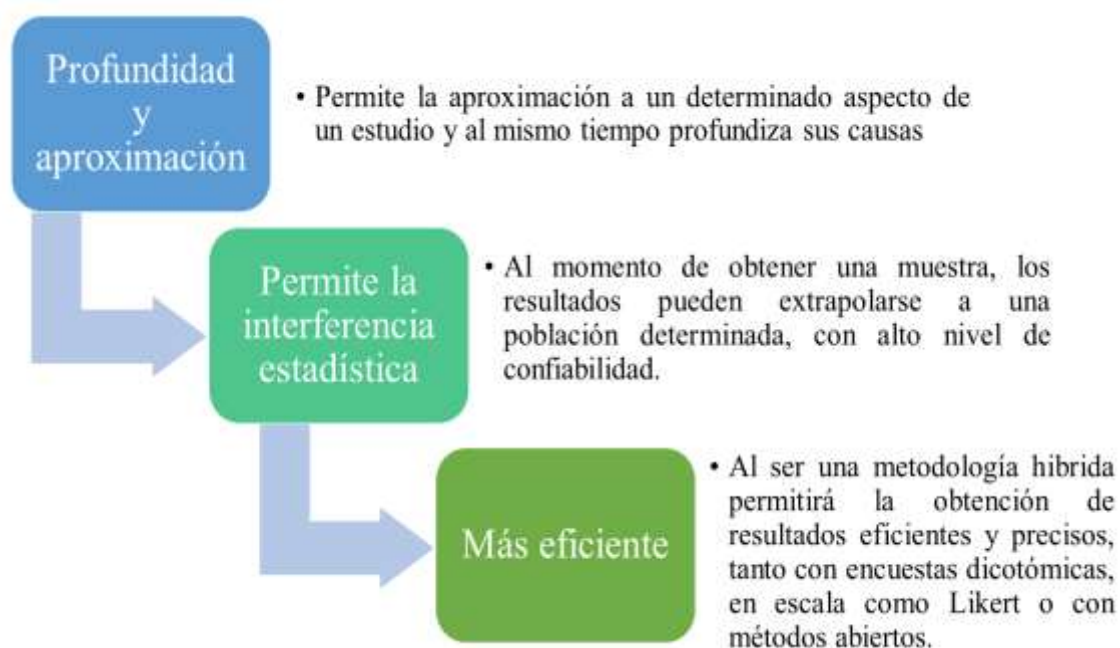 Profundidad
y
aproximación
• Permite la aproximación a un determinado aspecto de
un estudio y al mismo tiempo profundiza sus causas
Permite la
interferencia
estadística
• Al momento de obtener una muestra, los
resultados pueden extrapolarse a una
población determinada, con alto nivel de
confiabilidad.
Más eficiente
• Al ser una metodología hibrida
permitirá la obtención de
resultados eficientes y precisos,
tanto con encuestas dicotómicas,
en escala como Likert o con
métodos abiertos.